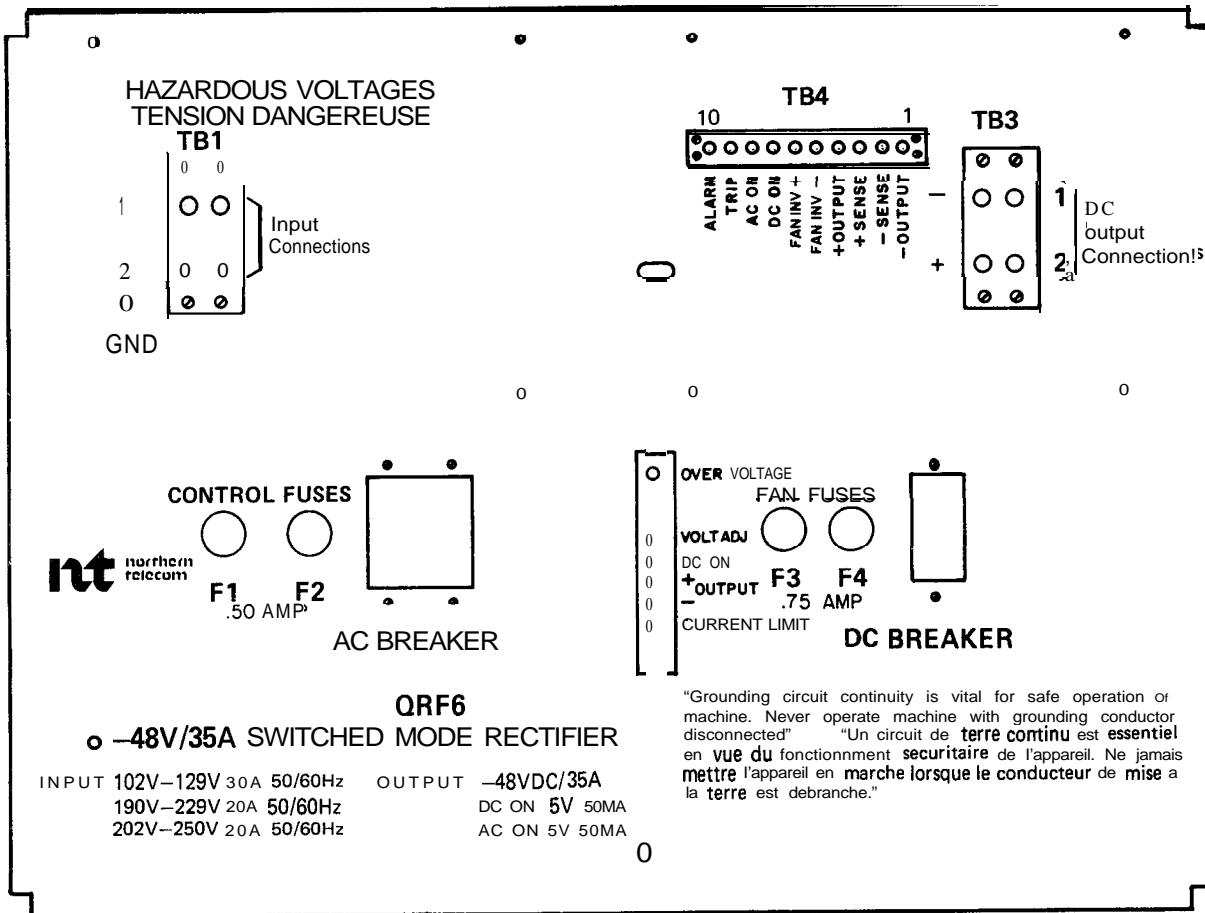 HAZARDOUS VOLTAGES
TENSION DANGEREUSE
TB1
1
2
GND
Input
Connections
TB4
10
1
ALARM
TRIP
AC ON
DC ON
FAN INV +
FAN INV −
+OUTPUT
+SENSE
−SENSE
−OUTPUT
TB3
−
1
+
2
DC
output
Connection!s
CONTROL FUSES
F1
F2
.50 AMP
AC BREAKER
nt northern
telecom
OVER VOLTAGE
VOLT ADJ
DC ON
+
OUTPUT
−
CURRENT LIMIT
FAN FUSES
F3
F4
.75 AMP
DC BREAKER
QRF6
−48V/35A SWITCHED MODE RECTIFIER
INPUT 102V−129V 30A 50/60Hz
190V−229V 20A 50/60Hz
202V−250V 20A 50/60Hz
OUTPUT −48VDC/35A
DC ON 5V 50MA
AC ON 5V 50MA
"Grounding circuit continuity is vital for safe operation of
machine. Never operate machine with grounding conductor
disconnected" "Un circuit de terre continu est essentiel
en vue du fonctionnment securitaire de l'appareil. Ne jamais
mettre l'appareil en marche lorsque le conducteur de mise a
la terre est debranche."